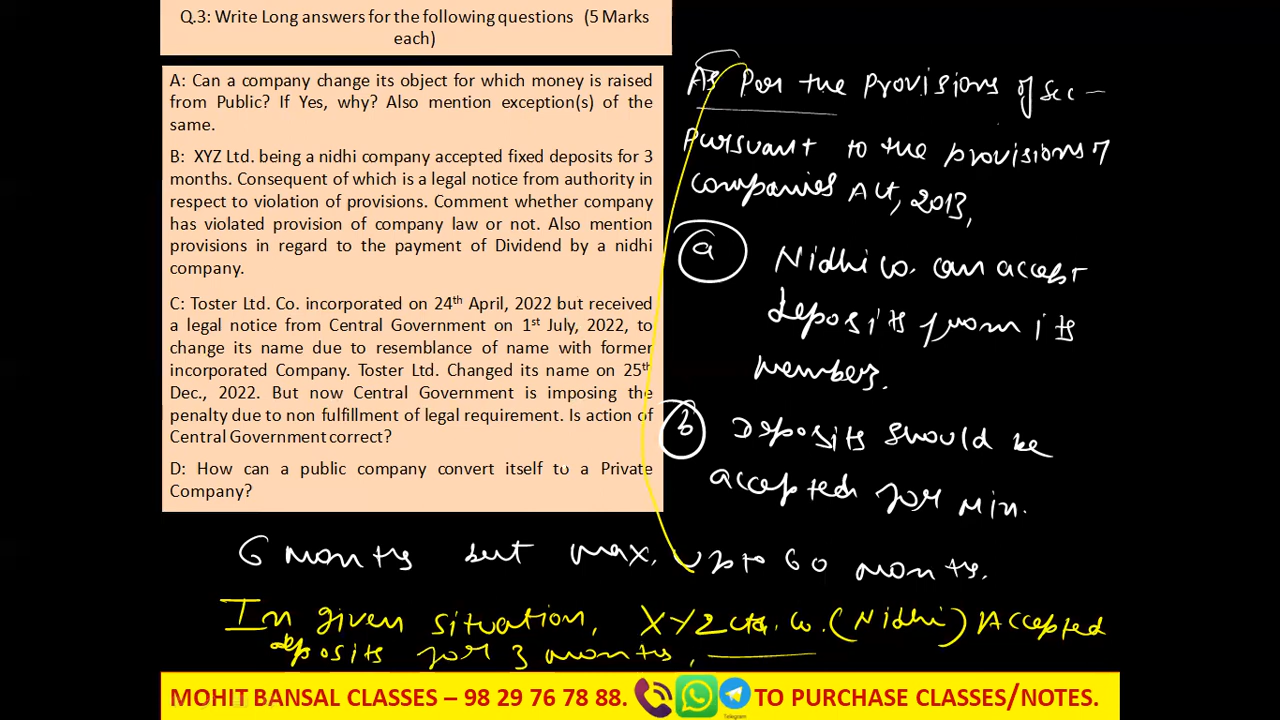 Q.3: Write Long answers for the following questions (5 Marks
each)
A: Can a company change its object for which money is raised
from Public? If Yes, why? Also mention exception(s) of the
same.
B: XYZ Ltd. being a nidhi company accepted fixed deposits for 3
months. Consequent of which is a legal notice from authority in
respect to violation of provisions. Comment whether company
has violated provision of company law or not. Also mention
provisions in regard to the payment of Dividend by a nidhi
company.
C: Toster Ltd. Co. incorporated on 24th April, 2022 but received
a legal notice from Central Government on 1st July, 2022, to
change its name due to resemblance of name with former
incorporated Company. Toster Ltd. Changed its name on 25th
Dec., 2022. But now Central Government is imposing the
penalty due to non fulfillment of legal requirement. Is action of
Central Government correct?
D: How can a public company convert itself to a Private
Company?
As Per the Provisions of Sec —
Pursuant to the provisions of
Companies Act, 2013,
a Nidhi Co. can accept
deposits from its
members.
b Deposits should be
accepted for Min.
6 months but max. upto 60 months.
In given situation, XYZ Ltd. Co. (Nidhi) Accepted
deposits for 3 months,
MOHIT BANSAL CLASSES – 98 29 76 78 88. TO PURCHASE CLASSES/NOTES.
Telegram